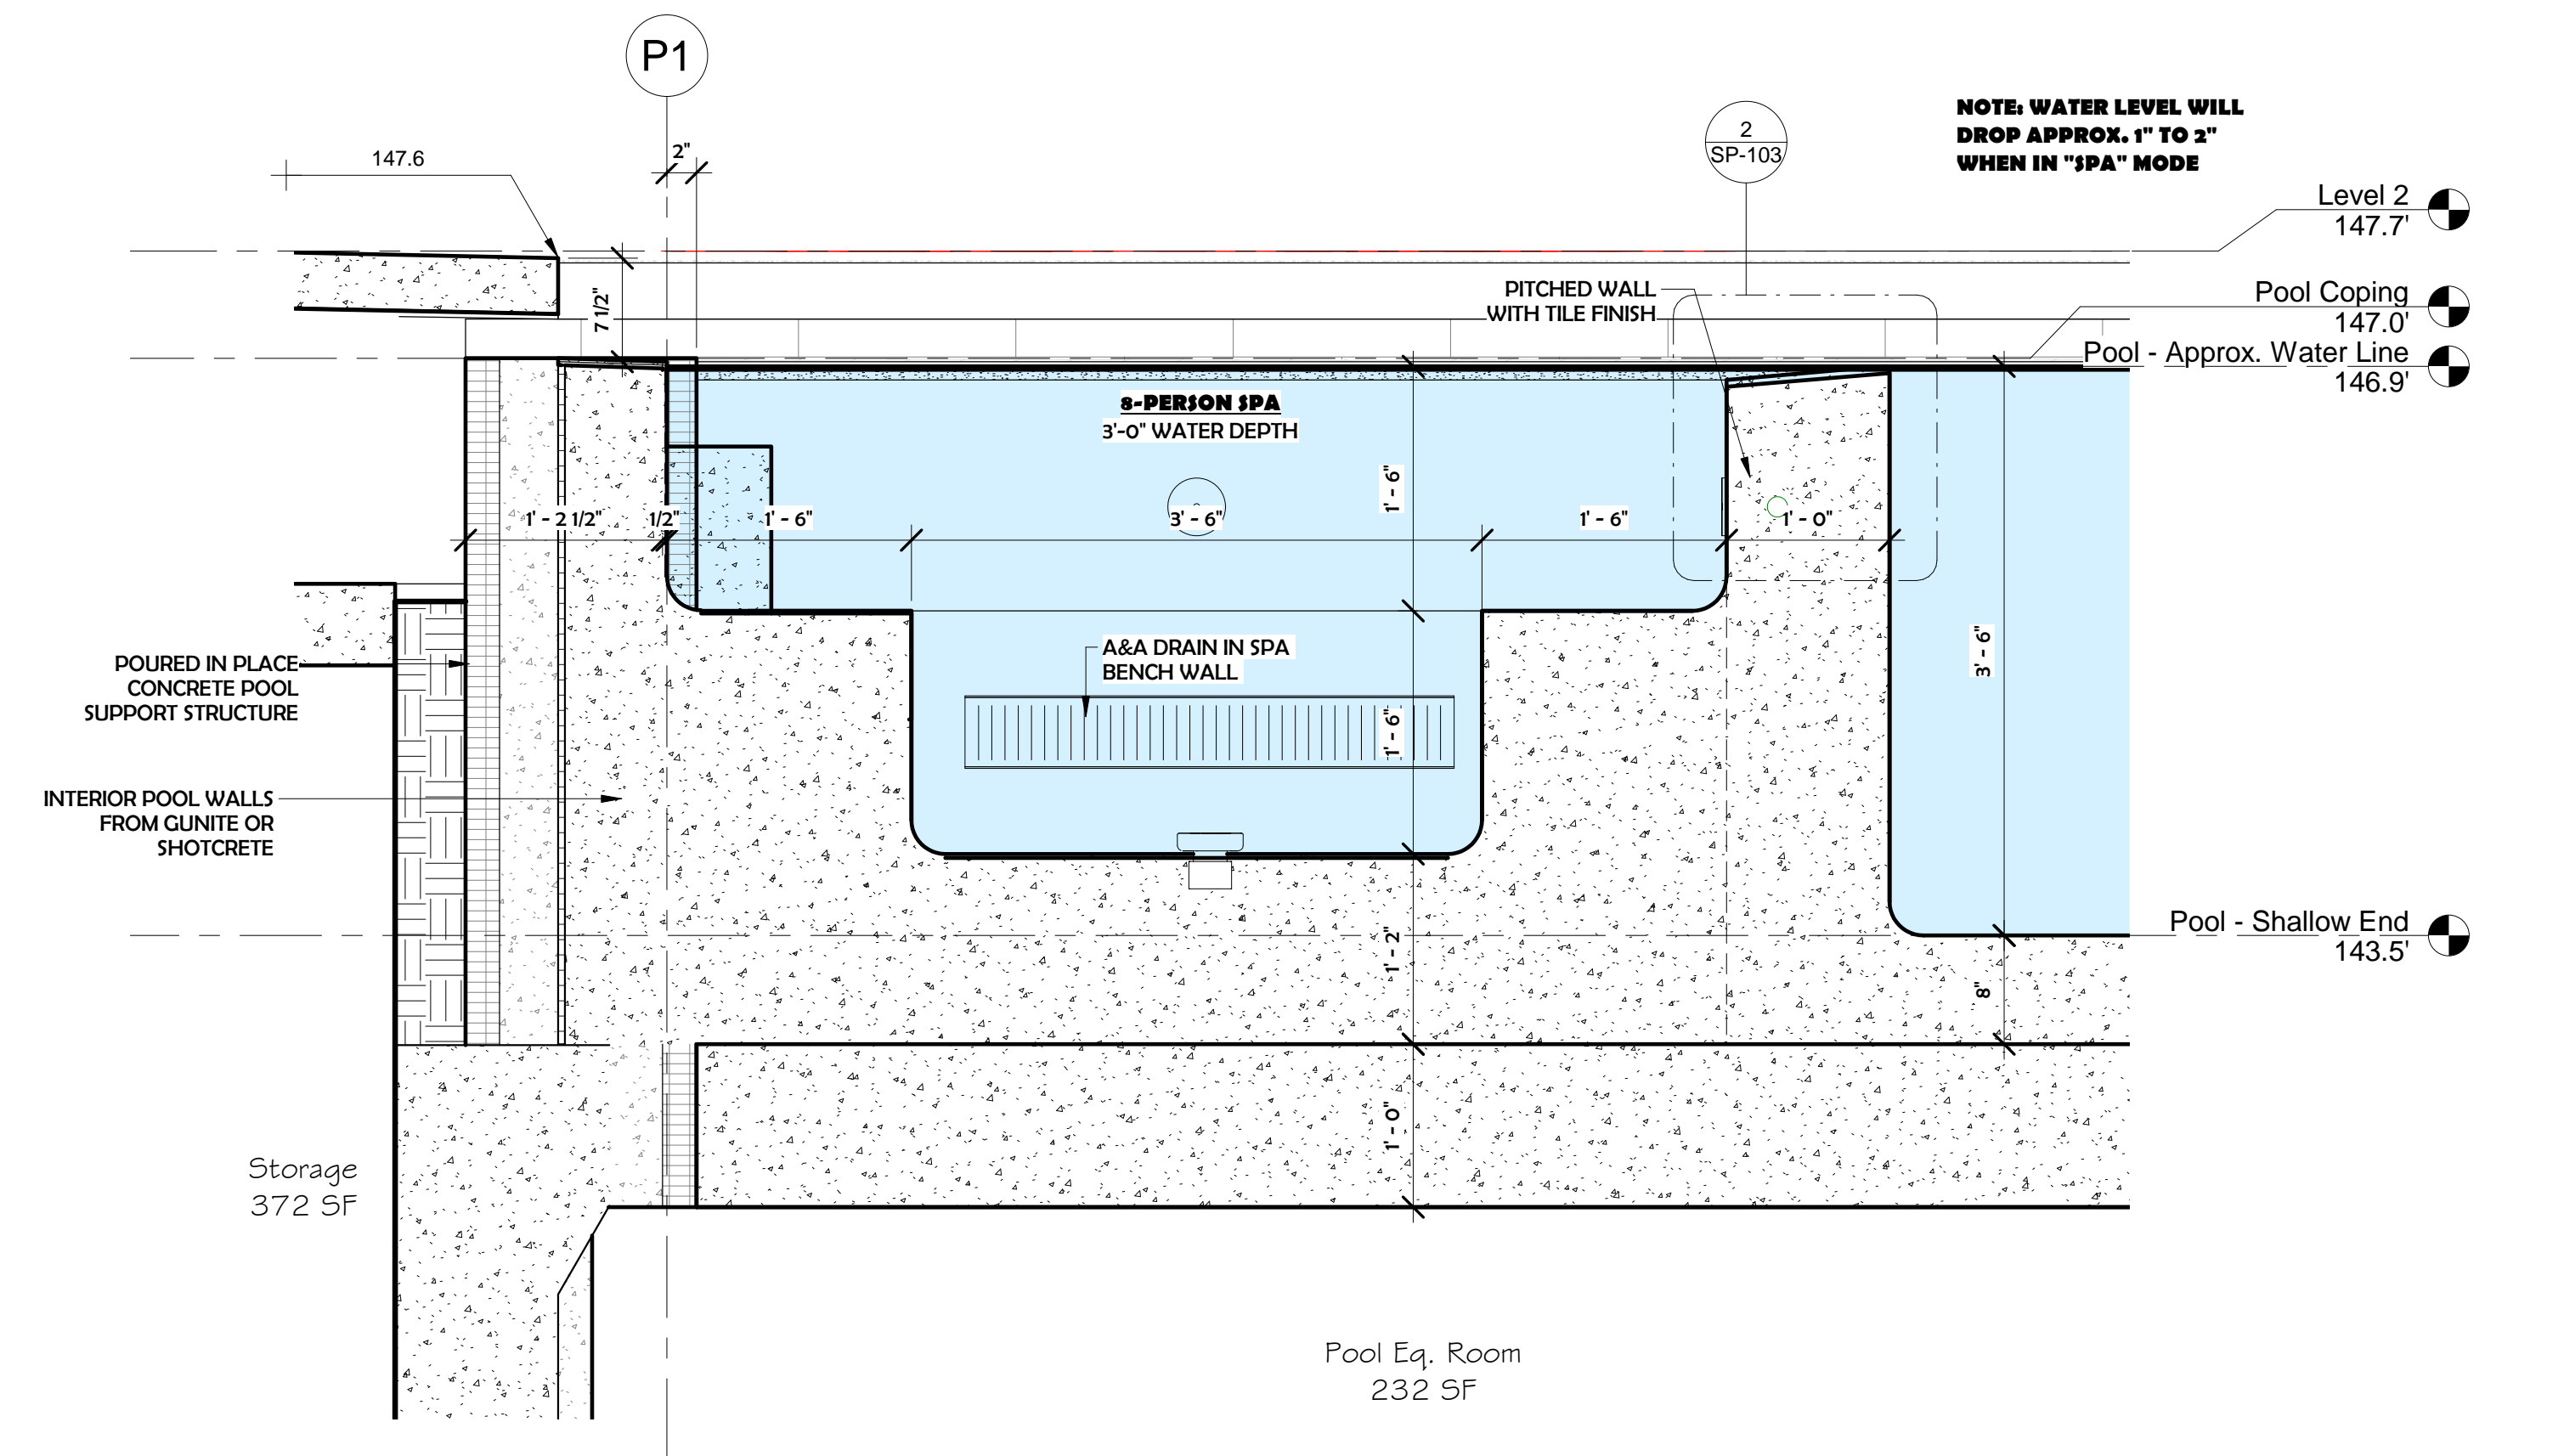 P1
2
SP-103
NOTE: WATER LEVEL WILL
DROP APPROX. 1" TO 2"
WHEN IN "SPA" MODE
147.6
2"
Level 2
147.7'
7 1/2"
PITCHED WALL
WITH TILE FINISH
Pool Coping
147.0'
Pool - Approx. Water Line
146.9'
8-PERSON SPA
3'-0" WATER DEPTH
1' - 6"
1' - 2 1/2"
1/2"
1' - 6"
3' - 6"
1' - 6"
1' - 0"
A&A DRAIN IN SPA
BENCH WALL
3' - 6"
POURED IN PLACE
CONCRETE POOL
SUPPORT STRUCTURE
1' - 6"
INTERIOR POOL WALLS
FROM GUNITE OR
SHOTCRETE
Pool - Shallow End
143.5'
1' - 2"
8"
1' - 0"
Storage
372 SF
Pool Eq. Room
232 SF